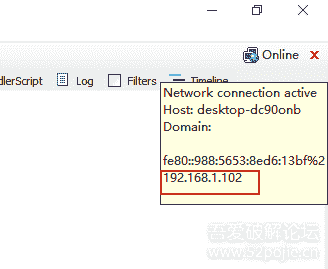 Online
dlerScript Log Filters Timeline
Network connection active
Host: desktop-dc90onb
Domain:
fe80::988:5653:8ed6:13bf%2
192.168.1.102
吾爱破解论坛
www.52pojie.cn